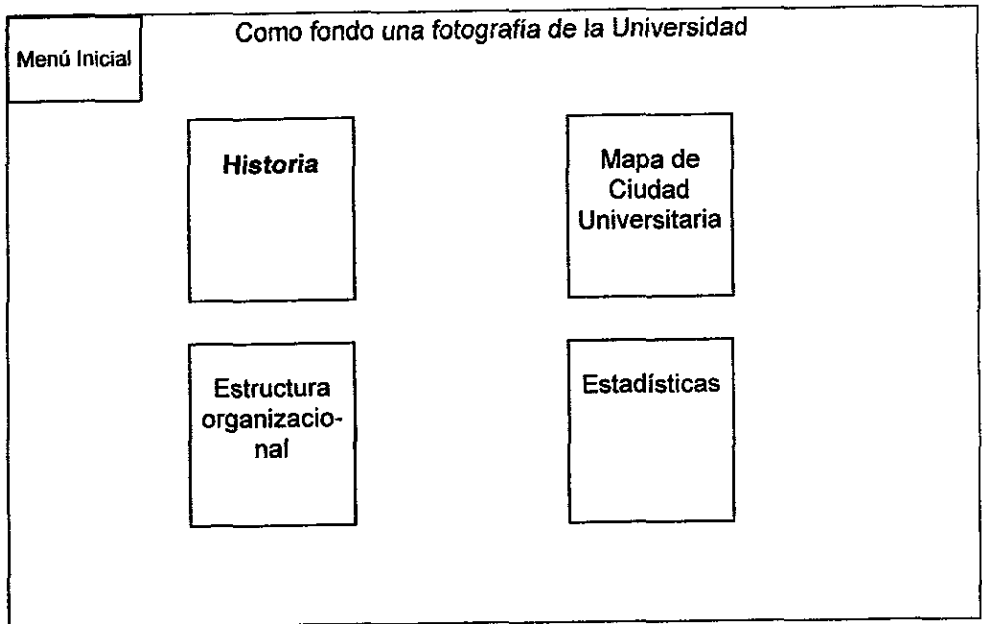 Como fondo una fotografía de la Universidad
Menú Inicial
Historia
Mapa de
Ciudad
Universitaria
Estructura
organizacio-
nal
Estadísticas